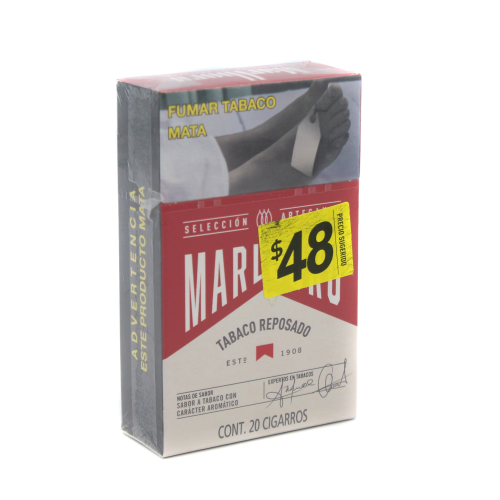 FUMAR TABACO
MATA
ADVERTENCIA
ESTE PRODUCTO MATA
SELECCIÓN
$48
PRECIO SUGERIDO
TABACO REPOSADO
ESTD 1908
NOTAS DE SABOR
SABOR A TABACO CON
CARÁCTER AROMÁTICO
EXPERTOS EN TABACOS
CONT. 20 CIGARROS